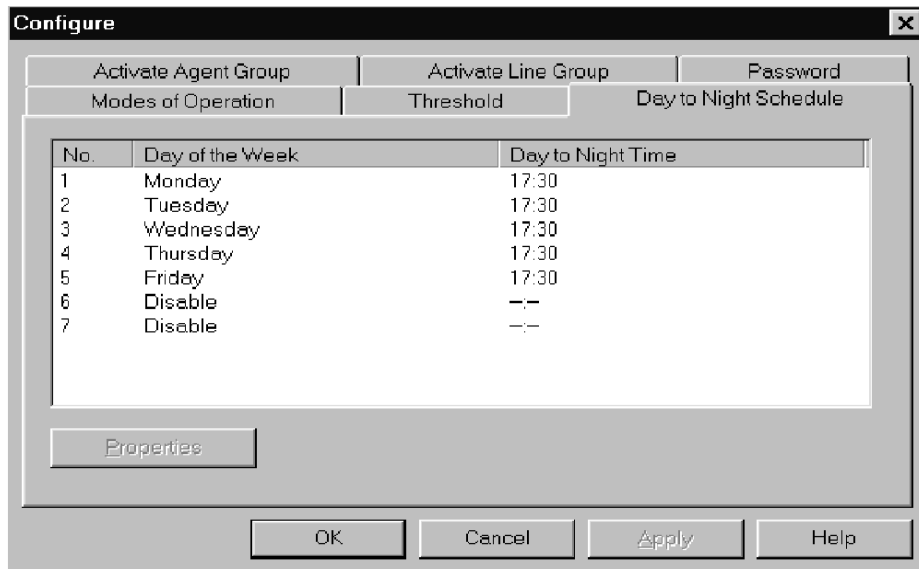 Configure
Activate Agent Group Activate Line Group Password
Modes of Operation Threshold Day to Night Schedule
No. Day of the Week Day to Night Time
1 Monday 17:30
2 Tuesday 17:30
3 Wednesday 17:30
4 Thursday 17:30
5 Friday 17:30
6 Disable --:--
7 Disable --:--
Properties
OK Cancel Apply Help